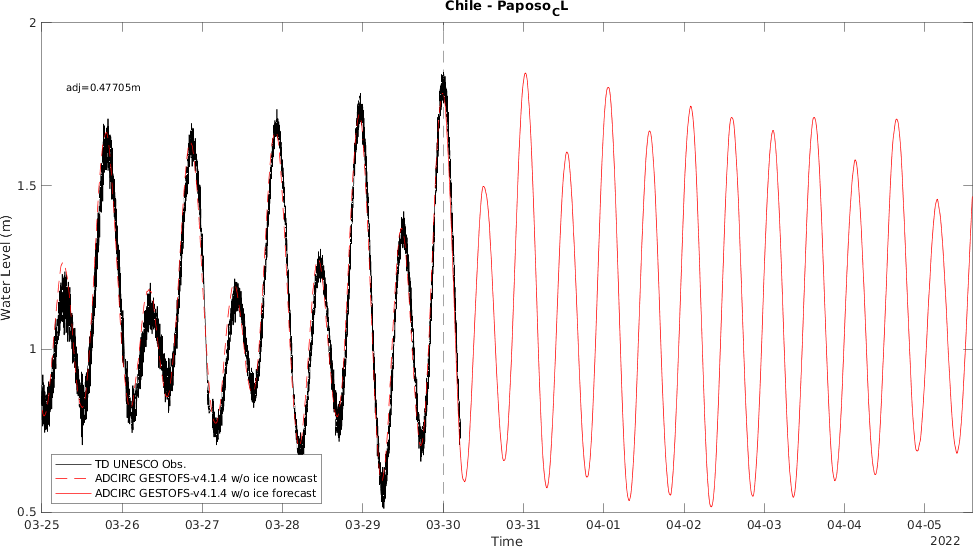 Chile - Paposo_CL
2
adj=0.47705m
1.5
Water Level (m)
1
TD UNESCO Obs.
ADCIRC GESTOFS-v4.1.4 w/o ice nowcast
ADCIRC GESTOFS-v4.1.4 w/o ice forecast
0.5
03-25 03-26 03-27 03-28 03-29 03-30 03-31 04-01 04-02 04-03 04-04 04-05
Time
2022